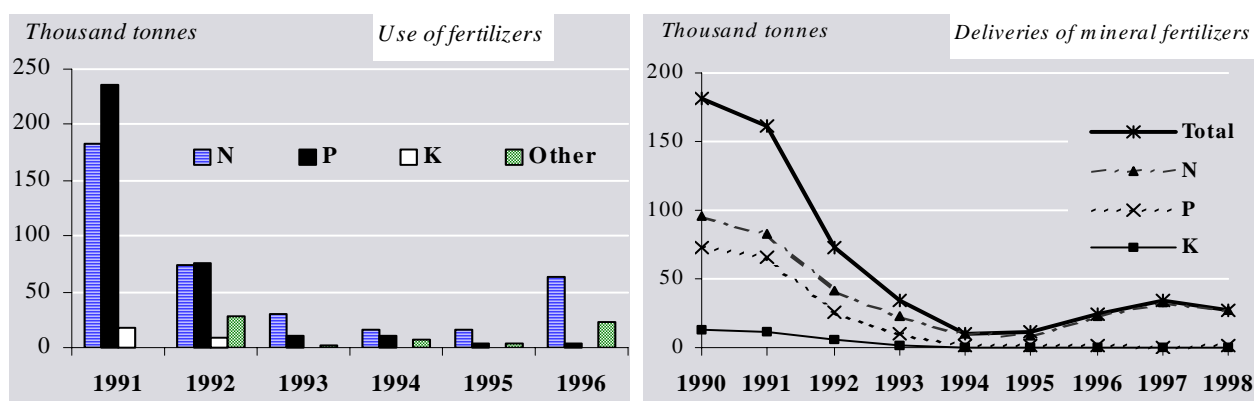 Thousand tonnes
Use of fertilizers
250
200
150
100
50
0
N P K Other
1991 1992 1993 1994 1995 1996
Thousand tonnes
Deliveries of mineral fertilizers
200
150
100
50
0
Total
N
P
K
1990 1991 1992 1993 1994 1995 1996 1997 1998